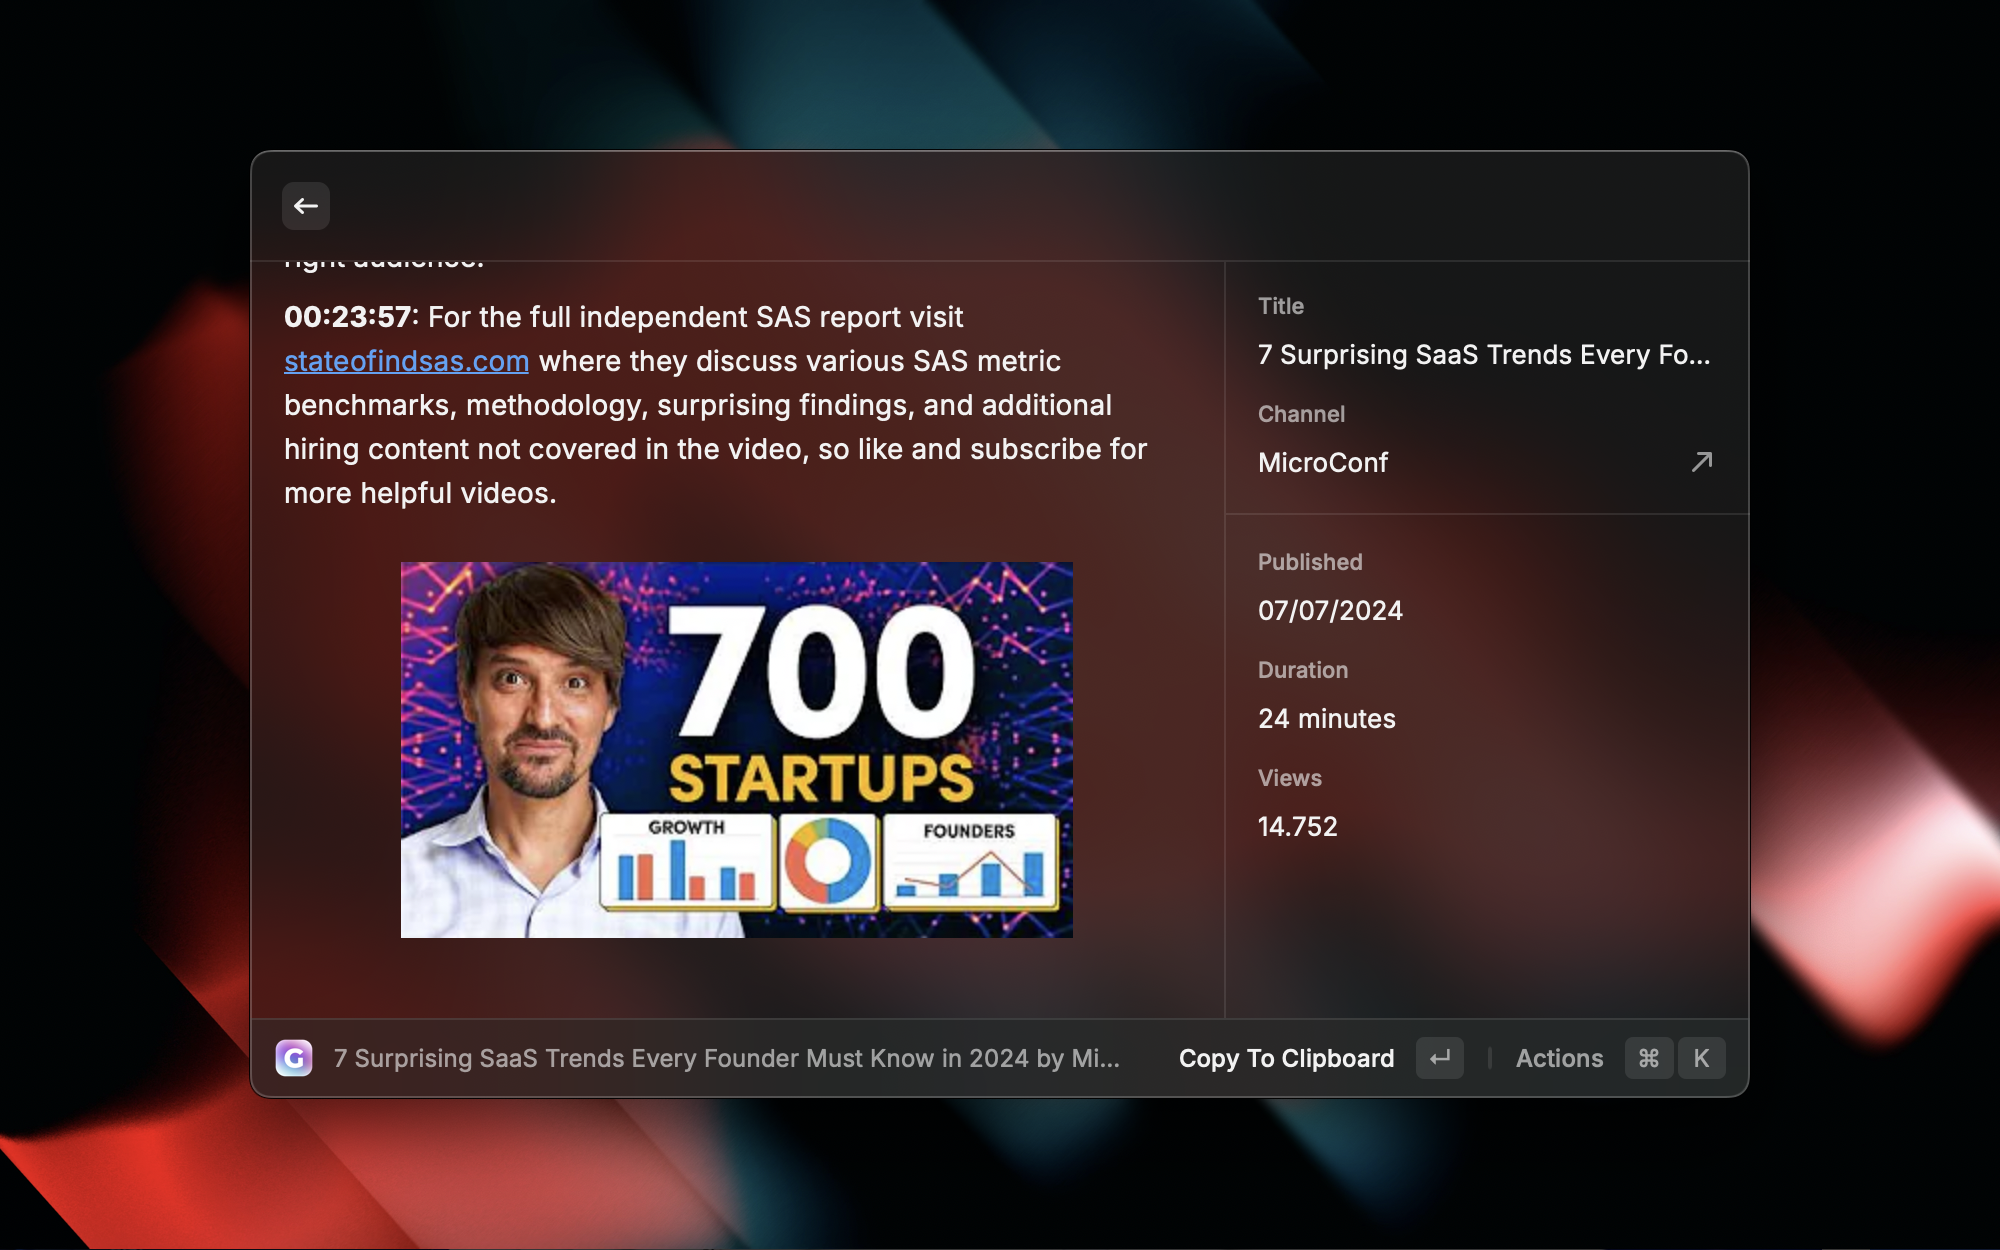 right audience.
00:23:57: For the full independent SAS report visit
stateofindsas.com where they discuss various SAS metric
benchmarks, methodology, surprising findings, and additional
hiring content not covered in the video, so like and subscribe for
more helpful videos.
700
STARTUPS
GROWTH
FOUNDERS
Title
7 Surprising SaaS Trends Every Fo...
Channel
MicroConf
Published
07/07/2024
Duration
24 minutes
Views
14.752
G
7 Surprising SaaS Trends Every Founder Must Know in 2024 by Mi...
Copy To Clipboard ↵
Actions ⌘ K